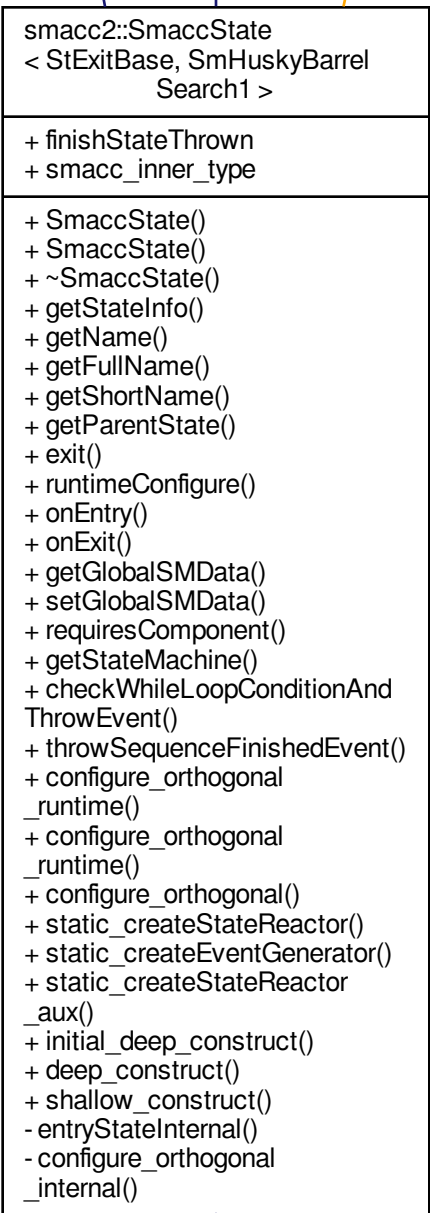 smacc2::SmaccState
< StExitBase, SmHuskyBarrel
Search1 >
+ finishStateThrown
+ smacc_inner_type
+ SmaccState()
+ SmaccState()
+ ~SmaccState()
+ getStateInfo()
+ getName()
+ getFullName()
+ getShortName()
+ getParentState()
+ exit()
+ runtimeConfigure()
+ onEntry()
+ onExit()
+ getGlobalSMData()
+ setGlobalSMData()
+ requiresComponent()
+ getStateMachine()
+ checkWhileLoopConditionAnd
ThrowEvent()
+ throwSequenceFinishedEvent()
+ configure_orthogonal
_runtime()
+ configure_orthogonal
_runtime()
+ configure_orthogonal()
+ static_createStateReactor()
+ static_createEventGenerator()
+ static_createStateReactor
_aux()
+ initial_deep_construct()
+ deep_construct()
+ shallow_construct()
- entryStateInternal()
- configure_orthogonal
_internal()